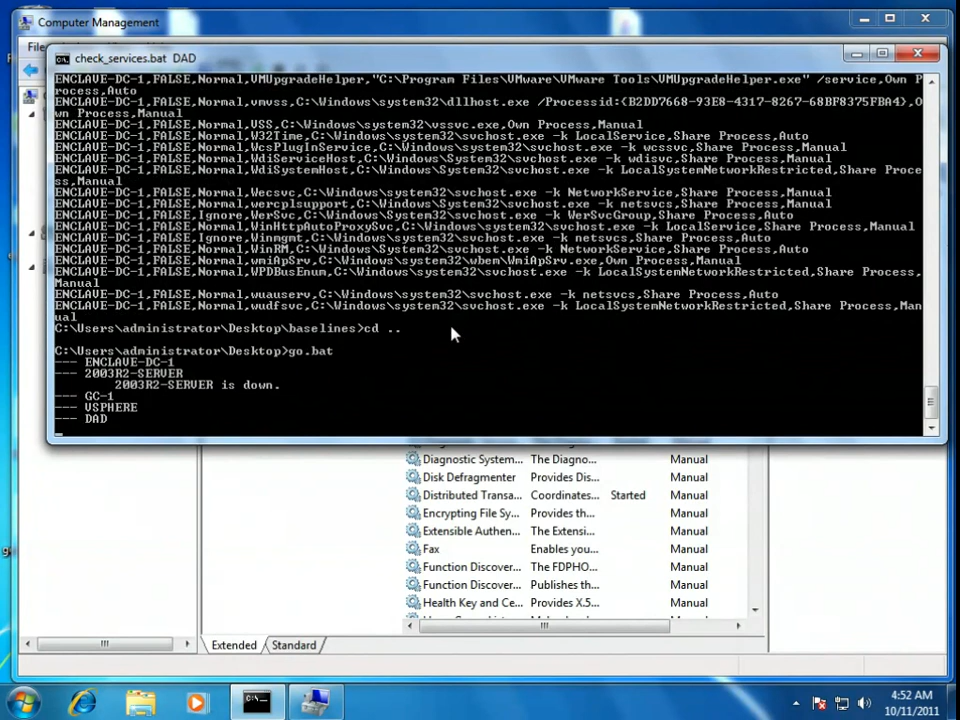 Computer Management
File
check_services.bat DAD
ENCLAVE-DC-1,FALSE,Normal,VMUpgradeHelper,"C:\Program Files\VMware\VMware Tools\VMUpgradeHelper.exe" /service,Own P
rocess,Auto
ENCLAVE-DC-1,FALSE,Normal,vmvss,C:\Windows\system32\dllhost.exe /Processid:{B2DD7668-93E8-4317-8267-68BF8375FBA4},O
wn Process,Manual
ENCLAVE-DC-1,FALSE,Normal,VSS,C:\Windows\system32\vssvc.exe,Own Process,Manual
ENCLAVE-DC-1,FALSE,Normal,W32Time,C:\Windows\system32\svchost.exe -k LocalService,Share Process,Auto
ENCLAVE-DC-1,FALSE,Normal,WcsPlugInService,C:\Windows\system32\svchost.exe -k wcssvc,Share Process,Manual
ENCLAVE-DC-1,FALSE,Normal,WdiServiceHost,C:\Windows\System32\svchost.exe -k wdisvc,Share Process,Manual
ENCLAVE-DC-1,FALSE,Normal,WdiSystemHost,C:\Windows\System32\svchost.exe -k LocalSystemNetworkRestricted,Share Proce
ss,Manual
ENCLAVE-DC-1,FALSE,Normal,Wecsvc,C:\Windows\system32\svchost.exe -k NetworkService,Share Process,Manual
ENCLAVE-DC-1,FALSE,Normal,wercplsupport,C:\Windows\System32\svchost.exe -k netsvcs,Share Process,Manual
ENCLAVE-DC-1,FALSE,Ignore,WerSvc,C:\Windows\System32\svchost.exe -k WerSvcGroup,Share Process,Auto
ENCLAVE-DC-1,FALSE,Normal,WinHttpAutoProxySvc,C:\Windows\system32\svchost.exe -k LocalService,Share Process,Manual
ENCLAVE-DC-1,FALSE,Ignore,Winmgmt,C:\Windows\system32\svchost.exe -k netsvcs,Share Process,Auto
ENCLAVE-DC-1,FALSE,Normal,WinRM,C:\Windows\System32\svchost.exe -k NetworkService,Share Process,Auto
ENCLAVE-DC-1,FALSE,Normal,wmiApSrv,C:\Windows\system32\wbem\WmiApSrv.exe,Own Process,Manual
ENCLAVE-DC-1,FALSE,Normal,WPDBusEnum,C:\Windows\system32\svchost.exe -k LocalSystemNetworkRestricted,Share Process,
Manual
ENCLAVE-DC-1,FALSE,Normal,wuauserv,C:\Windows\system32\svchost.exe -k netsvcs,Share Process,Auto
ENCLAVE-DC-1,FALSE,Normal,wudfsvc,C:\Windows\system32\svchost.exe -k LocalSystemNetworkRestricted,Share Process,Man
ual
C:\Users\administrator\Desktop\baselines>cd ..
C:\Users\administrator\Desktop>go.bat
--- ENCLAVE-DC-1
--- 2003R2-SERVER
2003R2-SERVER is down.
--- GC-1
--- VSPHERE
--- DAD
Diagnostic System... The Diagno... Manual
Disk Defragmenter Provides Dis... Manual
Distributed Transa... Coordinates... Started Manual
Encrypting File Sy... Provides th... Manual
Extensible Authen... The Extensi... Manual
Fax Enables you... Manual
Function Discover... The FDPHO... Manual
Function Discover... Publishes th... Manual
Health Key and Ce... Provides X.5... Manual
Extended Standard
4:52 AM
10/11/2011